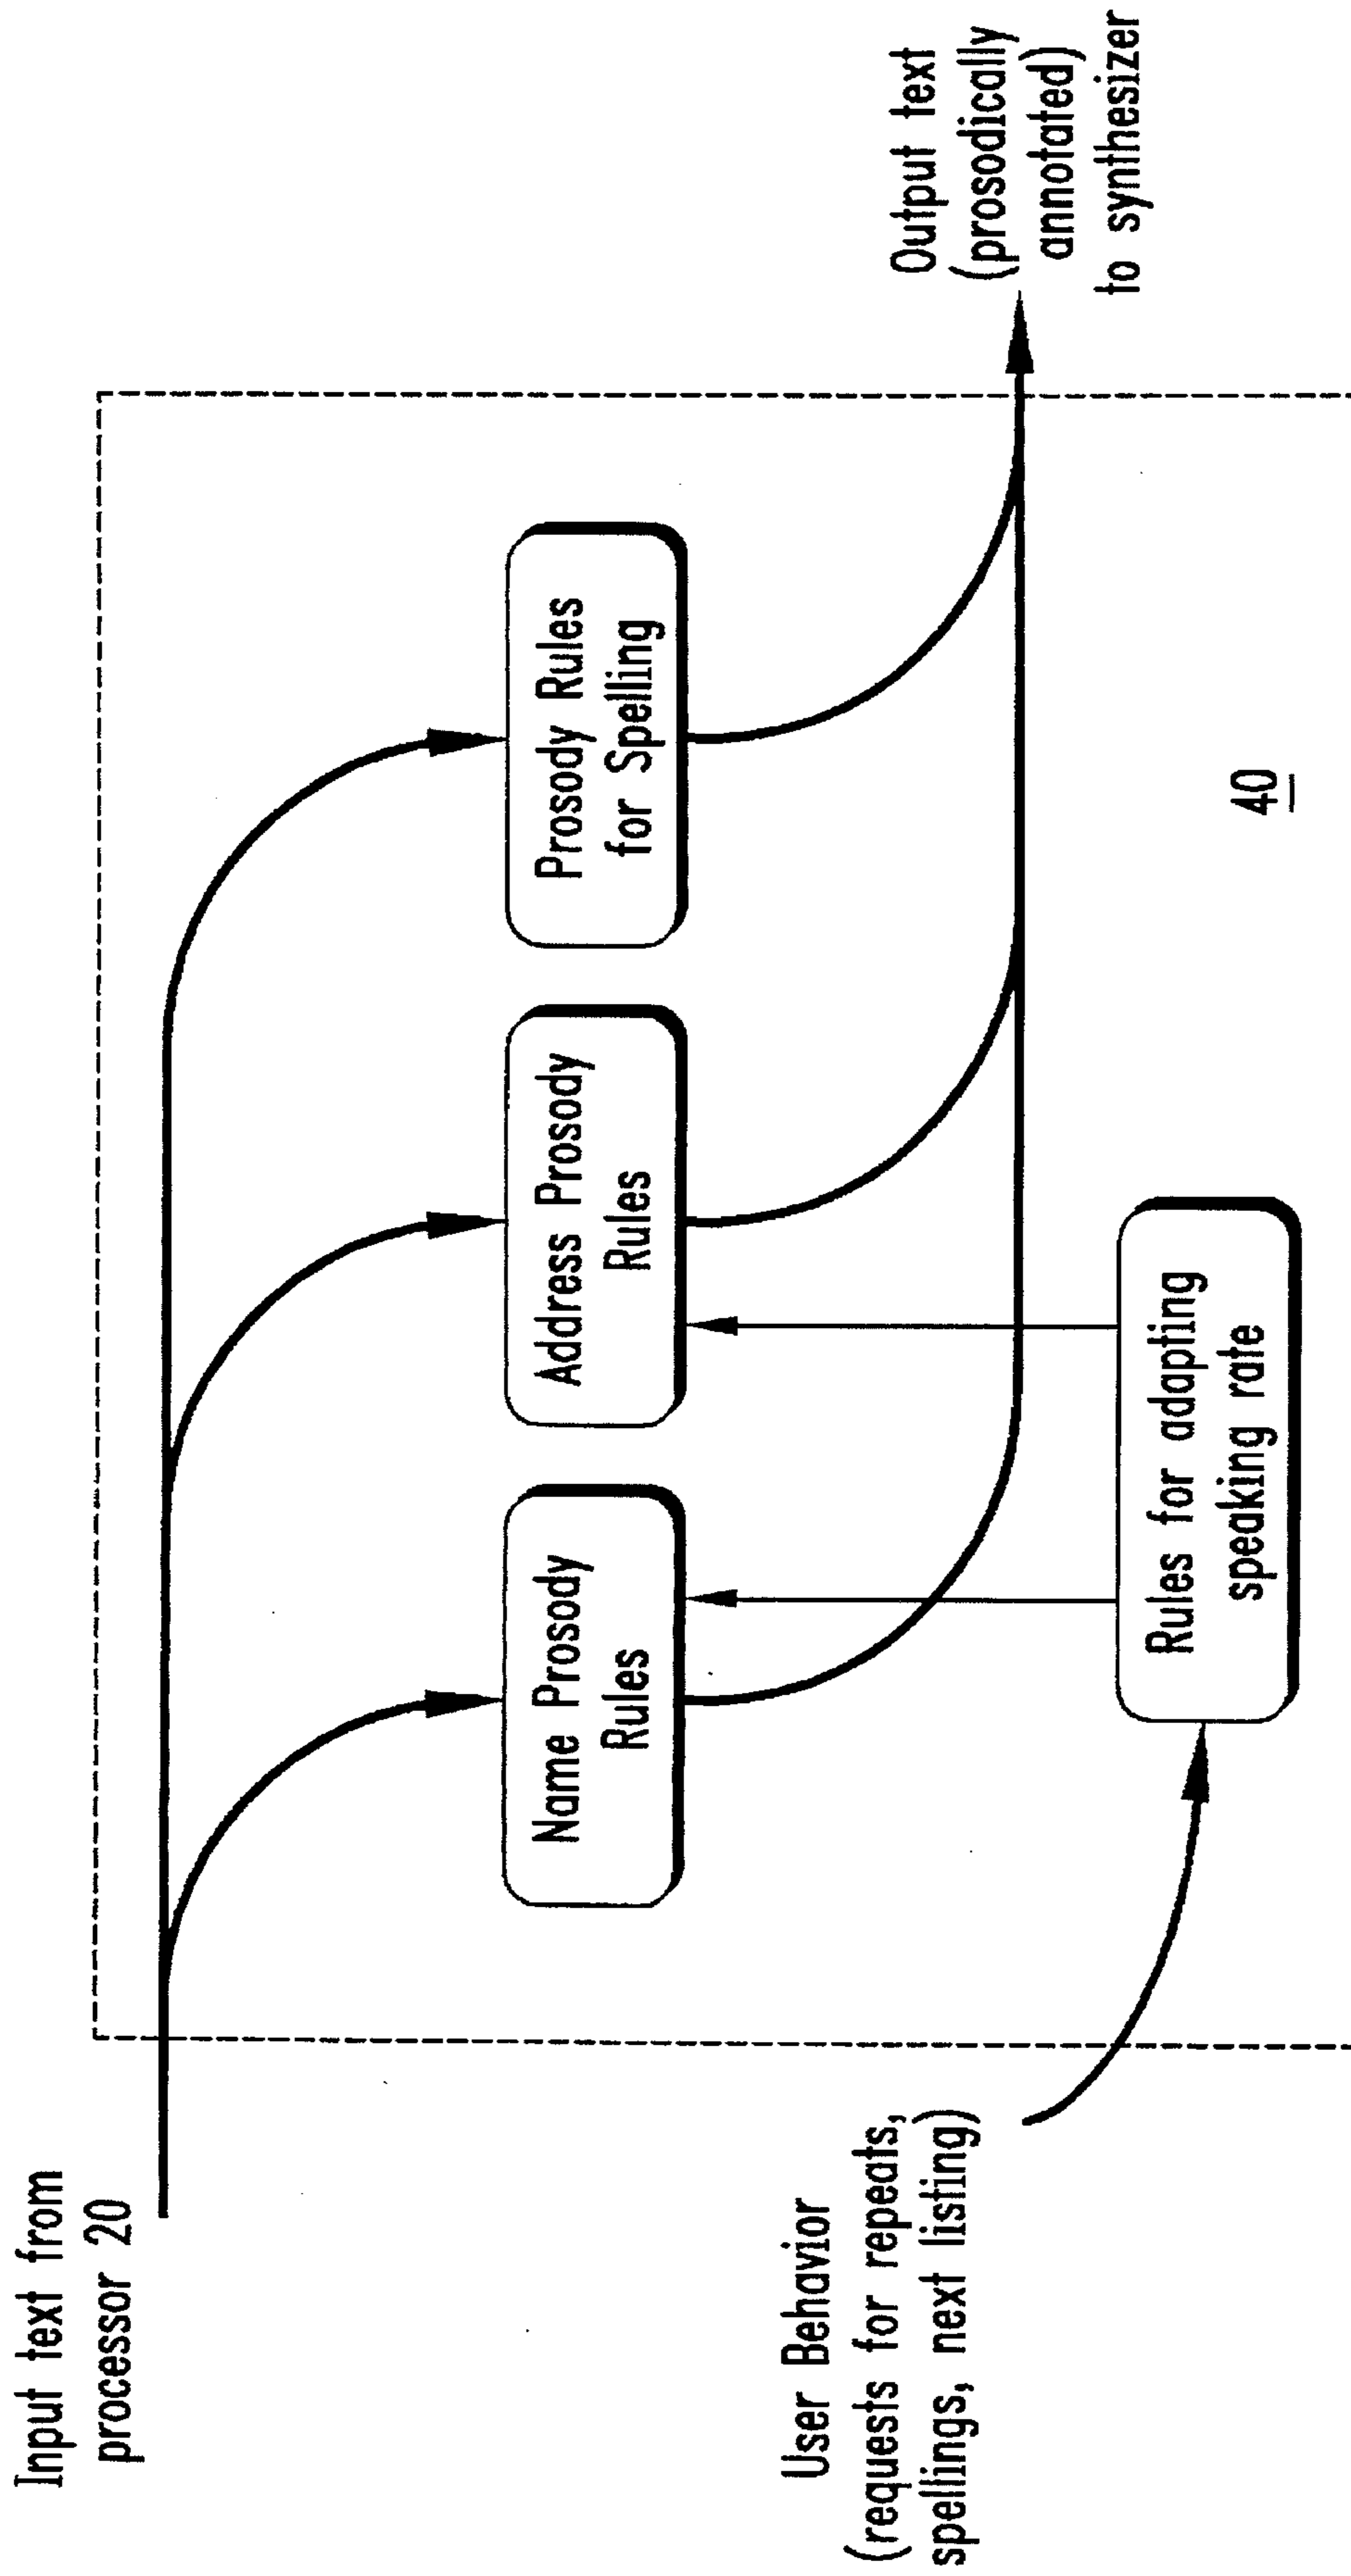 Input text from
processor 20
Name Prosody
Rules
Address Prosody
Rules
Prosody Rules
for Spelling
User Behavior
(requests for repeats,
spellings, next listing)
Rules for adapting
speaking rate
Output text
(prosodically
annotated)
to synthesizer
40